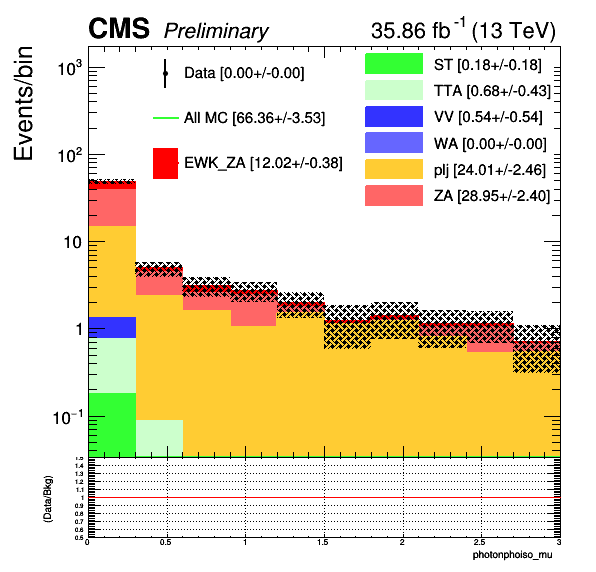 CMS Preliminary 35.86 fb⁻¹ (13 TeV)
Events/bin
10³
10²
10
1
10⁻¹
Data [0.00+/-0.00]
All MC [66.36+/-3.53]
EWK_ZA [12.02+/-0.38]
ST [0.18+/-0.18]
TTA [0.68+/-0.43]
VV [0.54+/-0.54]
WA [0.00+/-0.00]
plj [24.01+/-2.46]
ZA [28.95+/-2.40]
(Data/Bkg)
1.5
1.4
1.3
1.2
1.1
1
0.9
0.8
0.7
0.6
0.5
0 0.5 1 1.5 2 2.5 3
photonphoiso_mu